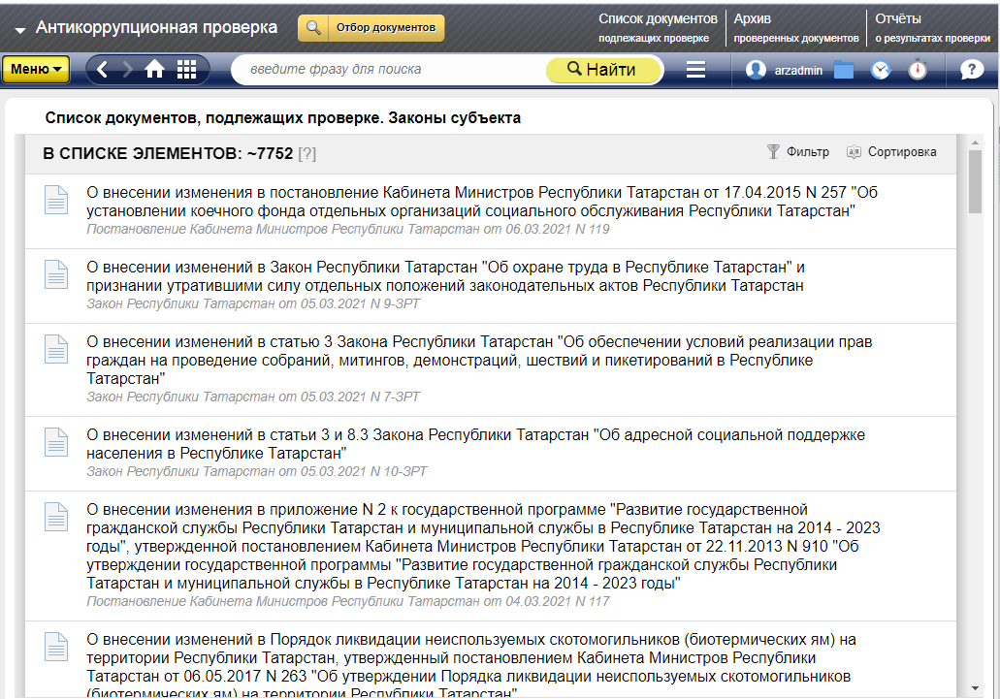 Антикоррупционная проверка
Отбор документов
Список документов
подлежащих проверке
Архив
проверенных документов
Отчёты
о результатах проверки
Меню
введите фразу для поиска
Найти
arzadmin
?
Список документов, подлежащих проверке. Законы субъекта
В СПИСКЕ ЭЛЕМЕНТОВ: ~7752 [?]
Фильтр
Сортировка
О внесении изменения в постановление Кабинета Министров Республики Татарстан от 17.04.2015 N 257 "Об
установлении коечного фонда отдельных организаций социального обслуживания Республики Татарстан"
Постановление Кабинета Министров Республики Татарстан от 06.03.2021 N 119
О внесении изменений в Закон Республики Татарстан "Об охране труда в Республике Татарстан" и
признании утратившими силу отдельных положений законодательных актов Республики Татарстан
Закон Республики Татарстан от 05.03.2021 N 9-ЗРТ
О внесении изменений в статью 3 Закона Республики Татарстан "Об обеспечении условий реализации прав
граждан на проведение собраний, митингов, демонстраций, шествий и пикетирований в Республике
Татарстан"
Закон Республики Татарстан от 05.03.2021 N 7-ЗРТ
О внесении изменений в статьи 3 и 8.3 Закона Республики Татарстан "Об адресной социальной поддержке
населения в Республике Татарстан"
Закон Республики Татарстан от 05.03.2021 N 10-ЗРТ
О внесении изменения в приложение N 2 к государственной программе "Развитие государственной
гражданской службы Республики Татарстан и муниципальной службы в Республике Татарстан на 2014 - 2023
годы", утвержденной постановлением Кабинета Министров Республики Татарстан от 22.11.2013 N 910 "Об
утверждении государственной программы "Развитие государственной гражданской службы Республики
Татарстан и муниципальной службы в Республике Татарстан на 2014 - 2023 годы"
Постановление Кабинета Министров Республики Татарстан от 04.03.2021 N 117
О внесении изменений в Порядок ликвидации неиспользуемых скотомогильников (биотермических ям) на
территории Республики Татарстан, утвержденный постановлением Кабинета Министров Республики
Татарстан от 06.05.2017 N 263 "Об утверждении Порядка ликвидации неиспользуемых скотомогильников
(биотермических ям) на территории Республики Татарстан"